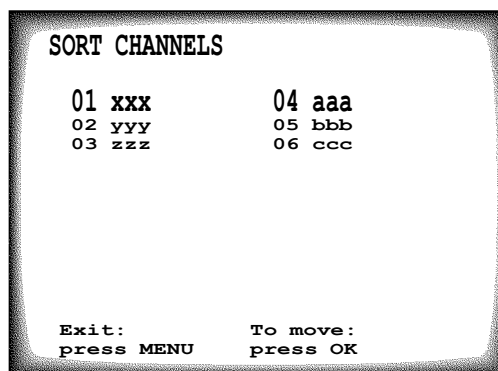 SORT CHANNELS
01 xxx
02 yyy
03 zzz
04 aaa
05 bbb
06 ccc
Exit:
press MENU
To move:
press OK